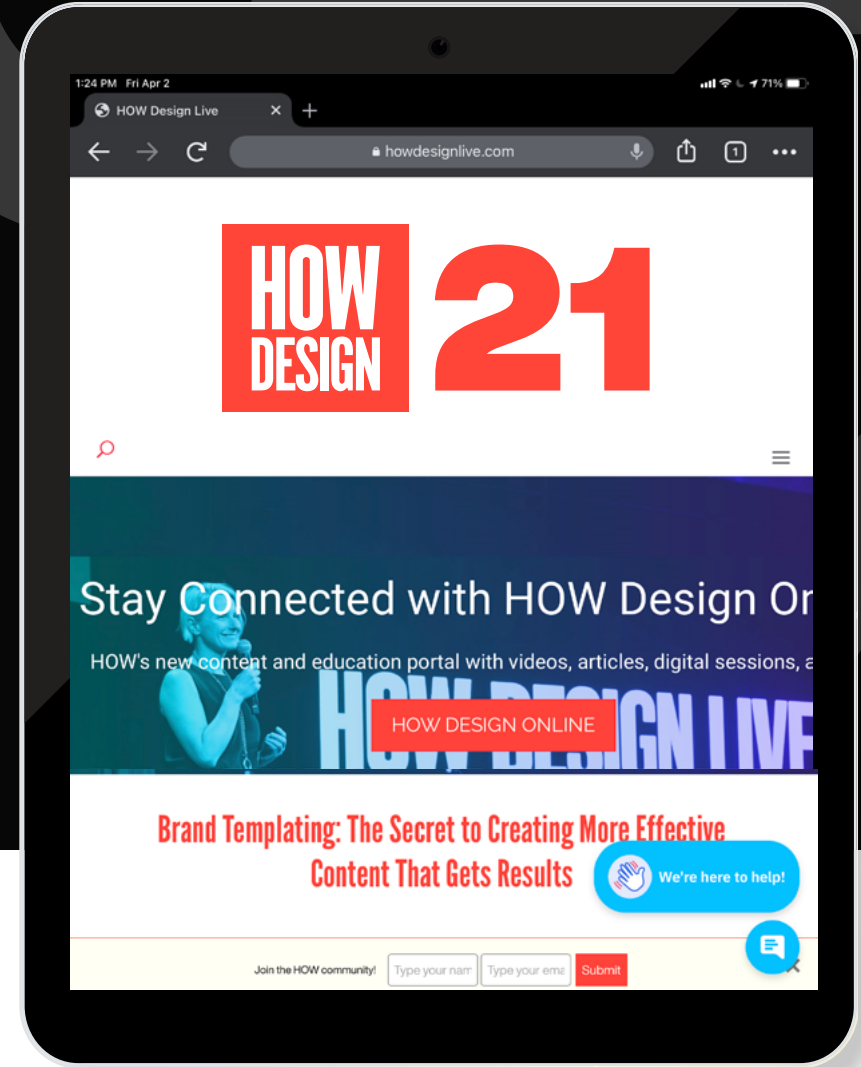 1:24 PM Fri Apr 2
71%
HOW Design Live
howdesignlive.com
1
HOW
DESIGN
21
Stay Connected with HOW Design On
HOW's new content and education portal with videos, articles, digital sessions, a
HOW DESIGN LIVE
HOW DESIGN ONLINE
Brand Templating: The Secret to Creating More Effective
Content That Gets Results
We're here to help!
Join the HOW community!
Type your nam
Type your ema
Submit